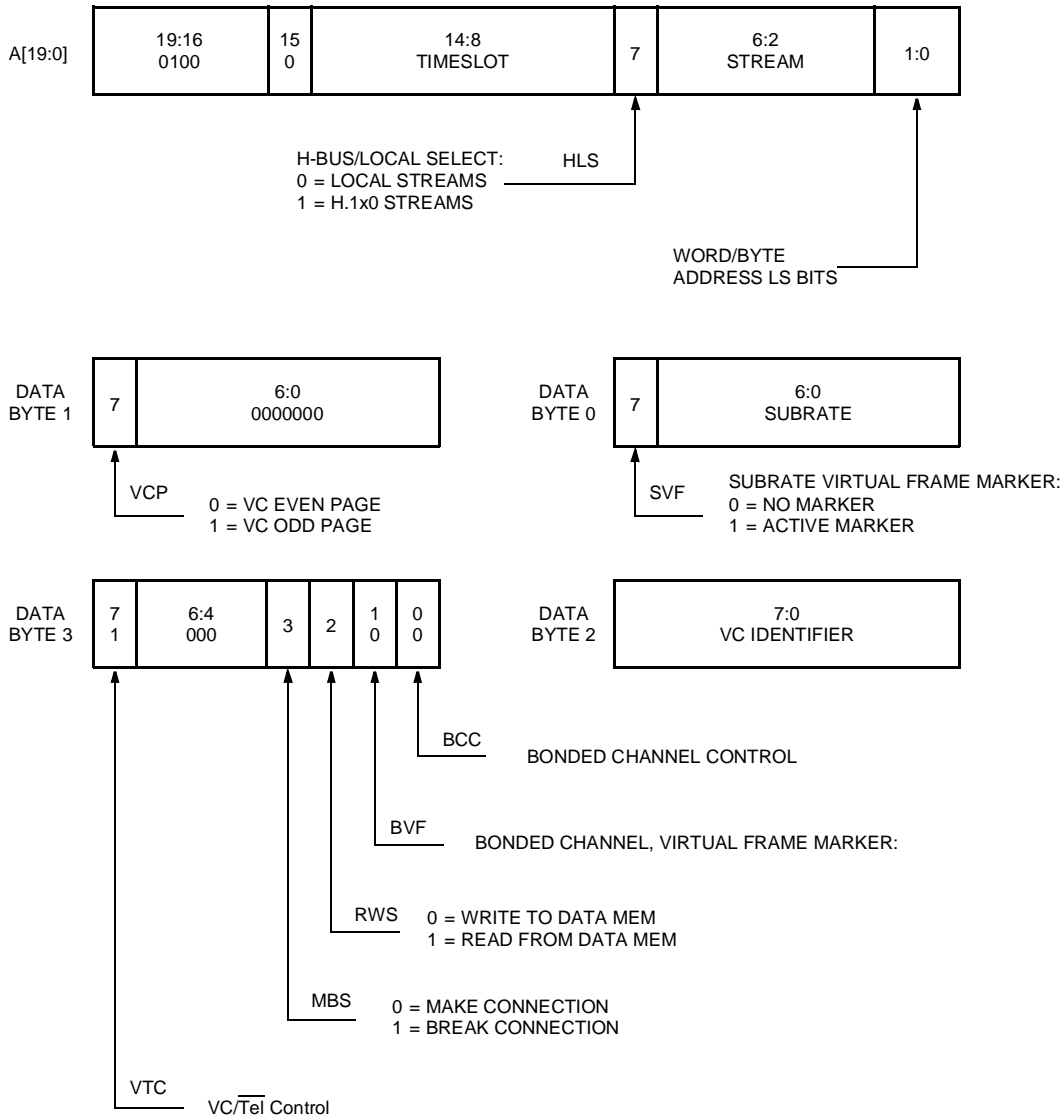 A[19:0]
19:16
0100
15
0
14:8
TIMESLOT
7
6:2
STREAM
1:0
H-BUS/LOCAL SELECT:
0 = LOCAL STREAMS
1 = H.1x0 STREAMS
HLS
WORD/BYTE
ADDRESS LS BITS
DATA
BYTE 1
7
6:0
0000000
VCP
0 = VC EVEN PAGE
1 = VC ODD PAGE
DATA
BYTE 0
7
6:0
SUBRATE
SVF
SUBRATE VIRTUAL FRAME MARKER:
0 = NO MARKER
1 = ACTIVE MARKER
DATA
BYTE 3
7
1
6:4
000
3
2
1
0
0
0
DATA
BYTE 2
7:0
VC IDENTIFIER
BCC
BONDED CHANNEL CONTROL
BVF
BONDED CHANNEL, VIRTUAL FRAME MARKER:
RWS
0 = WRITE TO DATA MEM
1 = READ FROM DATA MEM
MBS
0 = MAKE CONNECTION
1 = BREAK CONNECTION
VTC
VC/T̅e̅l̅ Control